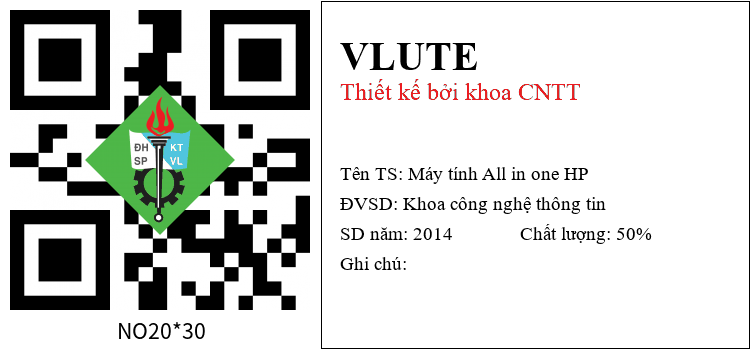 ĐH KT
SP VL
NO20*30
VLUTE
Thiết kế bởi khoa CNTT
Tên TS: Máy tính All in one HP
ĐVSD: Khoa công nghệ thông tin
SD năm: 2014 Chất lượng: 50%
Ghi chú: